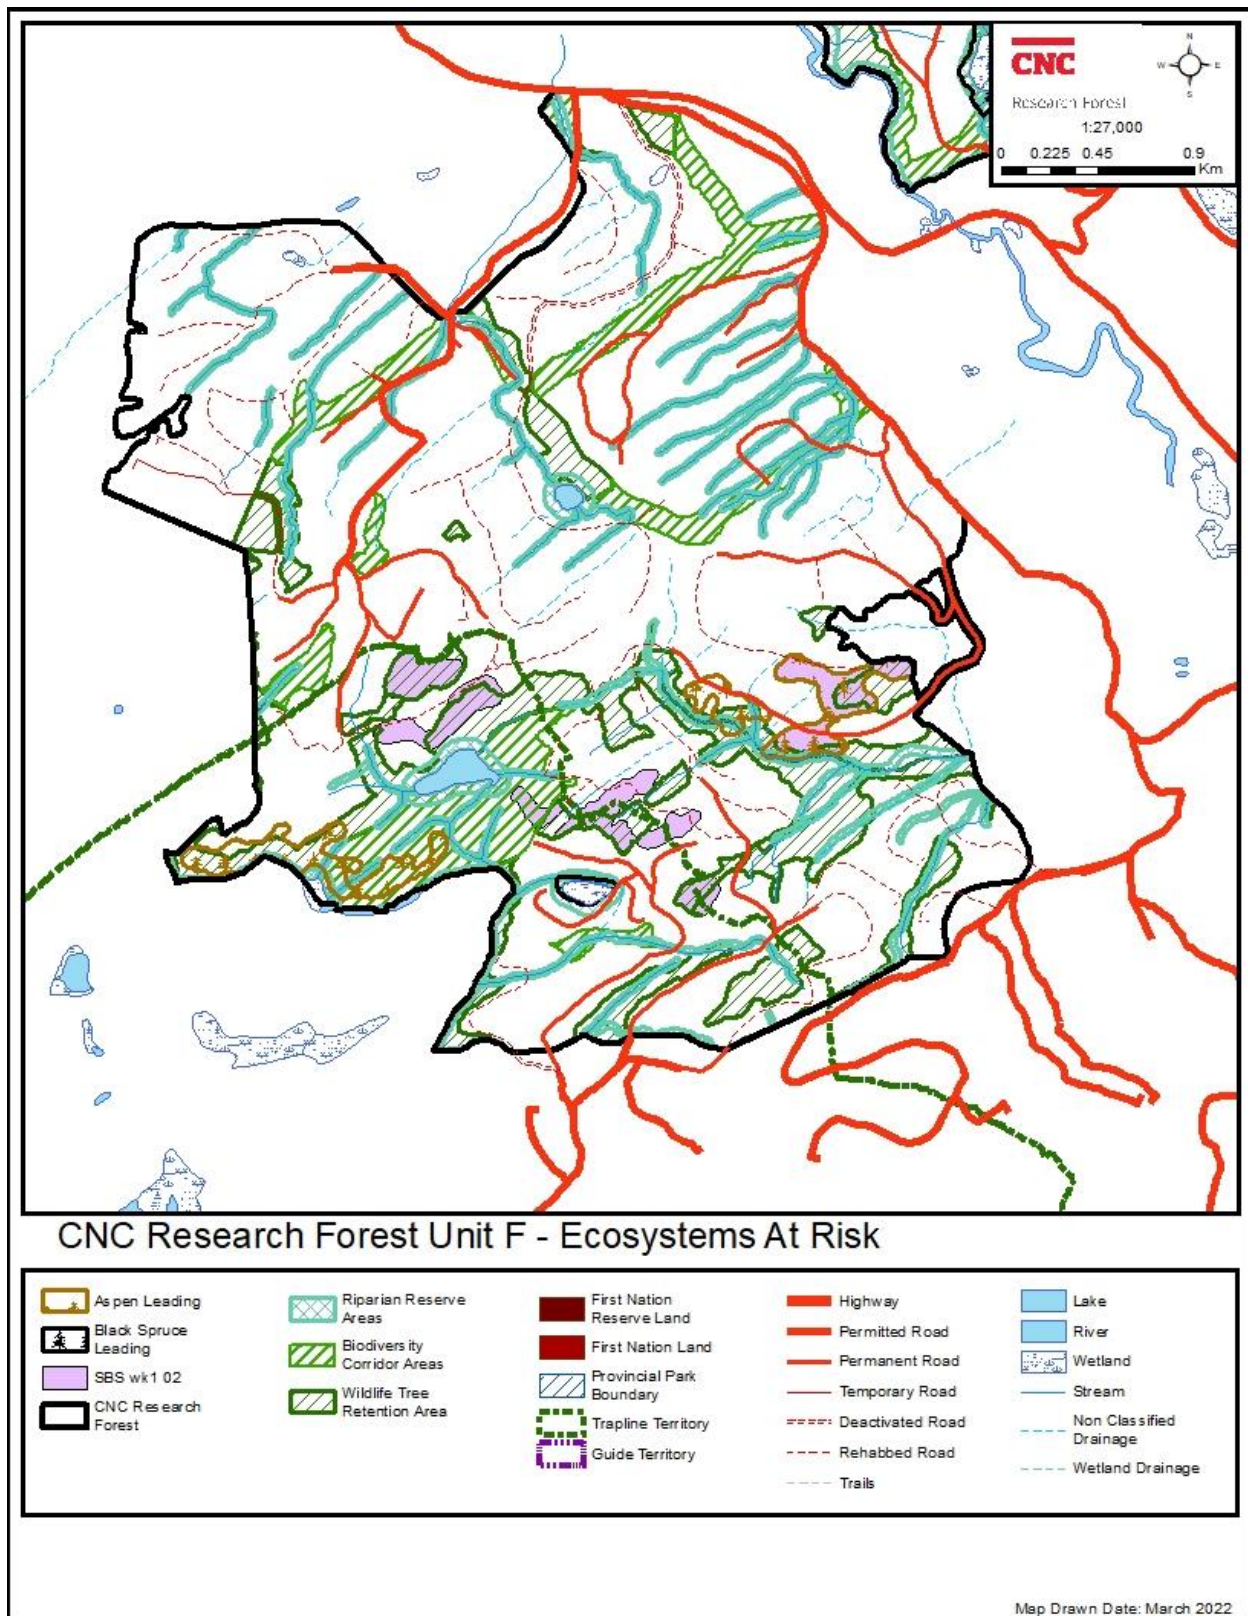 CNC
N
W
E
S
Research Forest
1:27,000
0 0.225 0.45 0.9
Km
CNC Research Forest Unit F - Ecosystems At Risk
Aspen Leading
Black Spruce
Leading
SBS wk1 02
CNC Research
Forest
Riparian Reserve
Areas
Biodiversity
Corridor Areas
Wildlife Tree
Retention Area
First Nation
Reserve Land
First Nation Land
Provincial Park
Boundary
Trapline Territory
Guide Territory
Highway
Permitted Road
Permanent Road
Temporary Road
Deactivated Road
Rehabbed Road
Trails
Lake
River
Wetland
Stream
Non Classified
Drainage
Wetland Drainage
Map Drawn Date: March 2022